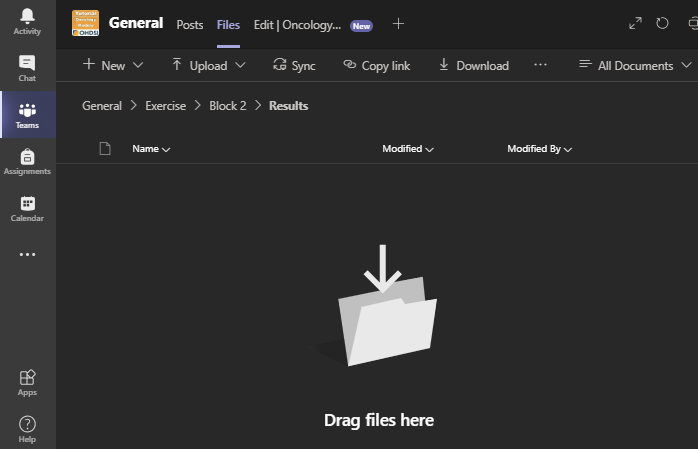 Activity
Chat
Teams
Assignments
Calendar
Apps
Help
OHDSI
General Posts Files Edit | Oncology... New
New Upload Sync Copy link Download ... All Documents
General > Exercise > Block 2 > Results
Name Modified Modified By
Drag files here